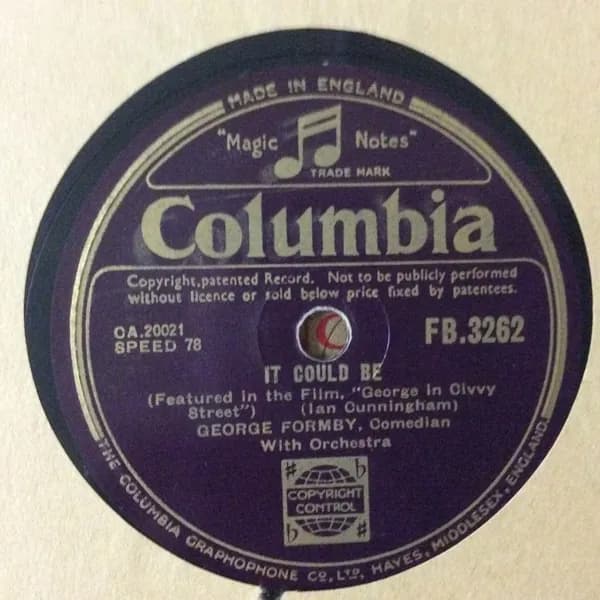 MADE IN ENGLAND
"Magic Notes"
TRADE MARK
Columbia
Copyright.patented Record. Not to be publicly performed
without licence or sold below price fixed by patentees.
CA.20021
SPEED 78
FB.3262
IT COULD BE
(Featured in the Film, "George in Civvy
Street") (Ian Cunningham)
GEORGE FORMBY, Comedian
With Orchestra
COPYRIGHT
CONTROL
THE COLUMBIA GRAPHOPHONE CO., LTD, HAYES, MIDDLESEX, ENGLAND.